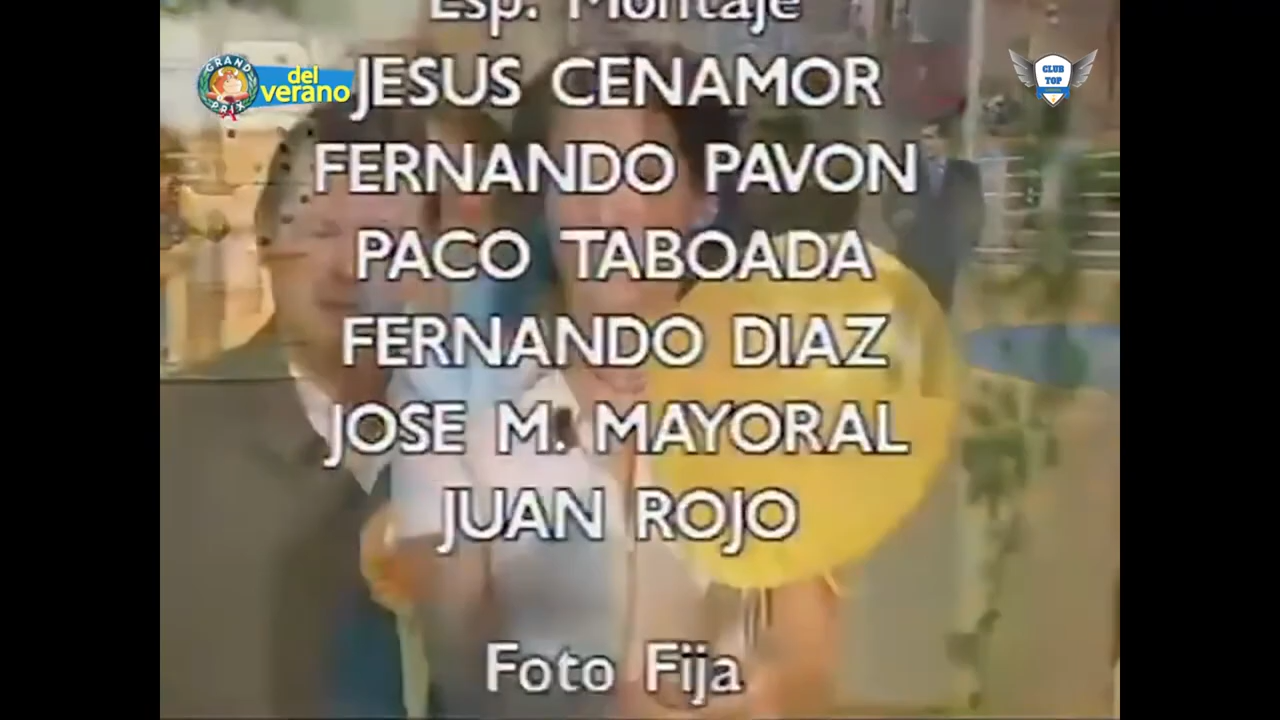 Esp. Montaje
GRAND
PRIX
del
verano
CLUB
TOP
JESUS CENAMOR
FERNANDO PAVON
PACO TABOADA
FERNANDO DIAZ
JOSE M. MAYORAL
JUAN ROJO
Foto Fija